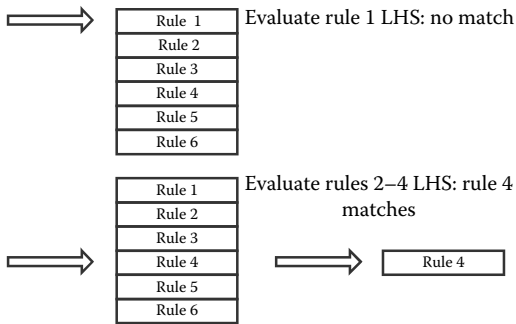 Rule 1
Evaluate rule 1 LHS: no match
Rule 2
Rule 3
Rule 4
Rule 5
Rule 6
Rule 1
Evaluate rules 2–4 LHS: rule 4
matches
Rule 2
Rule 3
Rule 4
Rule 4
Rule 5
Rule 6